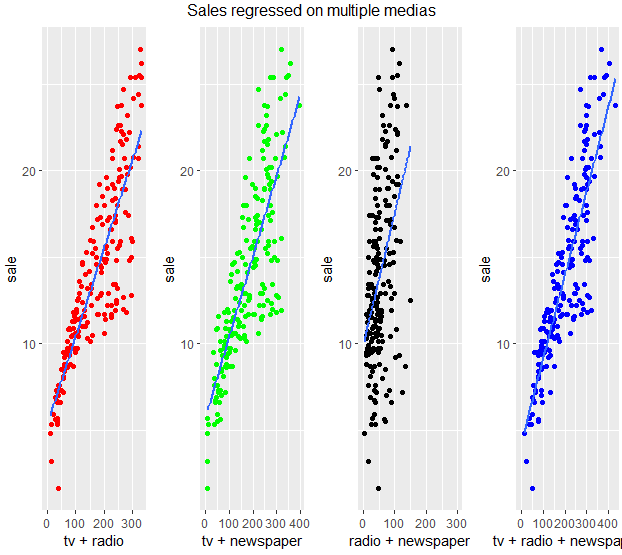 Sales regressed on multiple medias
sale
20
10
0 100 200 300
tv + radio
sale
20
10
0 100 200 300 400
tv + newspaper
sale
20
10
0 100 200 300
radio + newspaper
sale
20
10
0 100 200 300 400
tv + radio + newspap